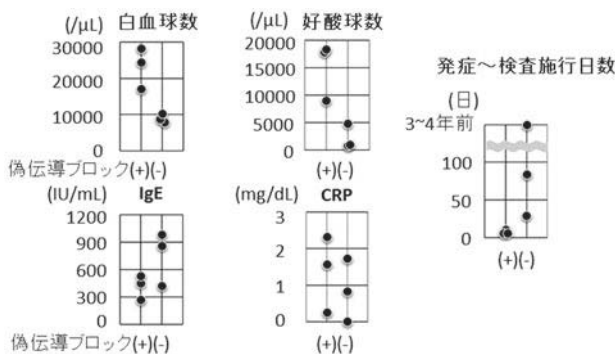 (/μL) 白血球数
30000
20000
10000
0
偽伝導ブロック(+)(-)
(/μL) 好酸球数
20000
15000
10000
5000
0
(+)(-)
発症～検査施行日数
(日)
3~4年前
100
50
0
(+)(-)
(IU/mL) IgE
1200
900
600
300
0
偽伝導ブロック(+)(-)
(mg/dL) CRP
3
2
1
0
(+)(-)